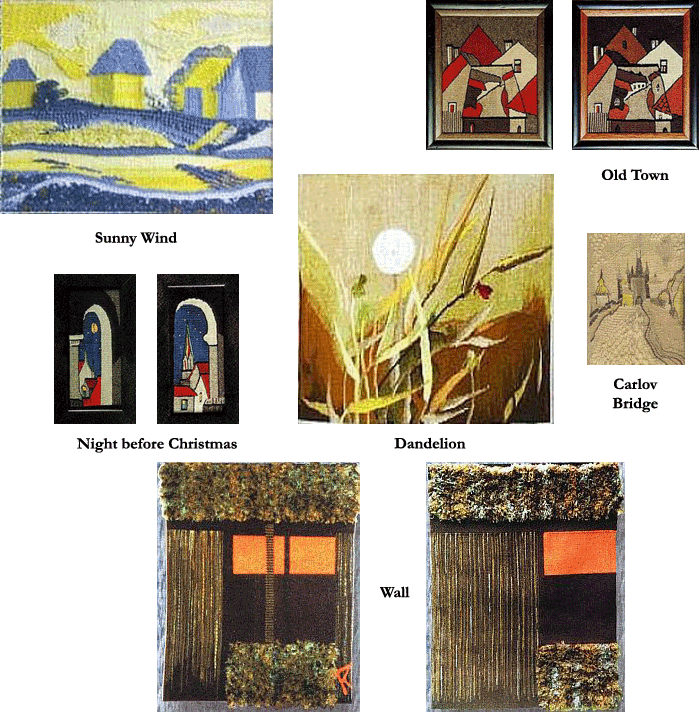 Old Town
Sunny Wind
Carlov
Bridge
Night before Christmas
Dandelion
Wall